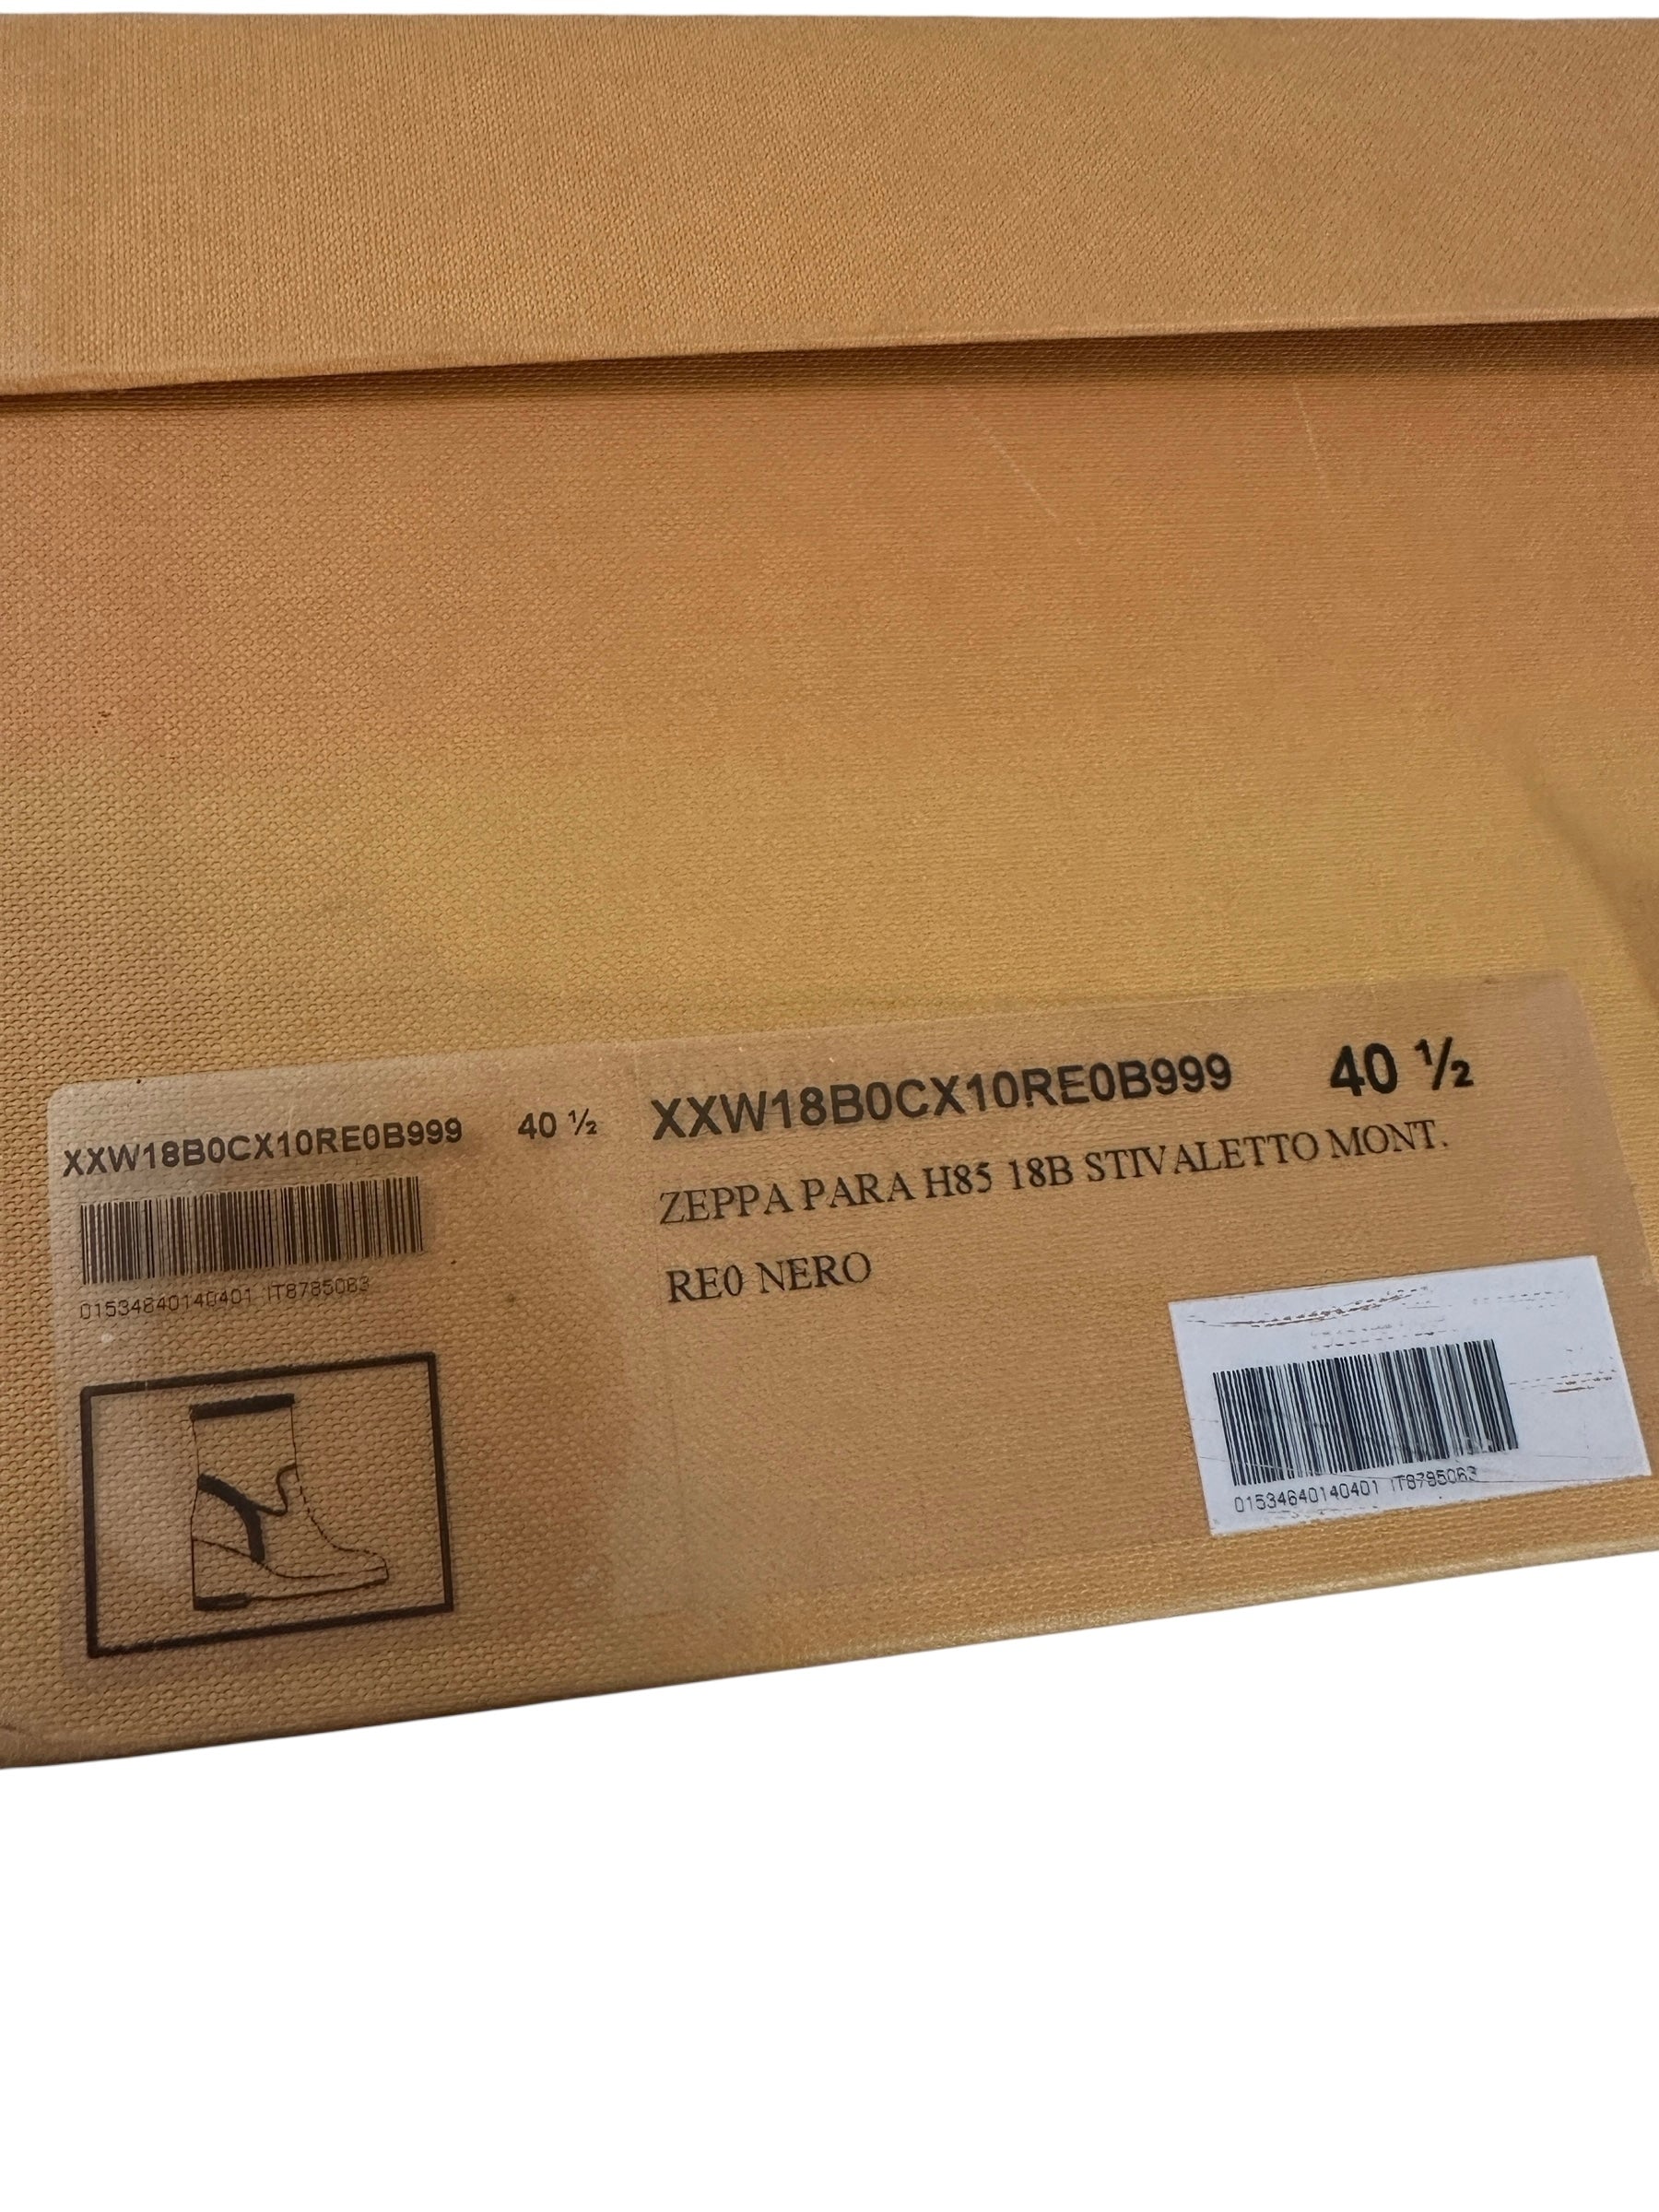 XXW18B0CX10RE0B999 40 ½
01534640140401 IT8785063
XXW18B0CX10RE0B999 40 ½
ZEPPA PARA H85 18B STIVALETTO MONT.
RE0 NERO
01534640140401 IT8785063